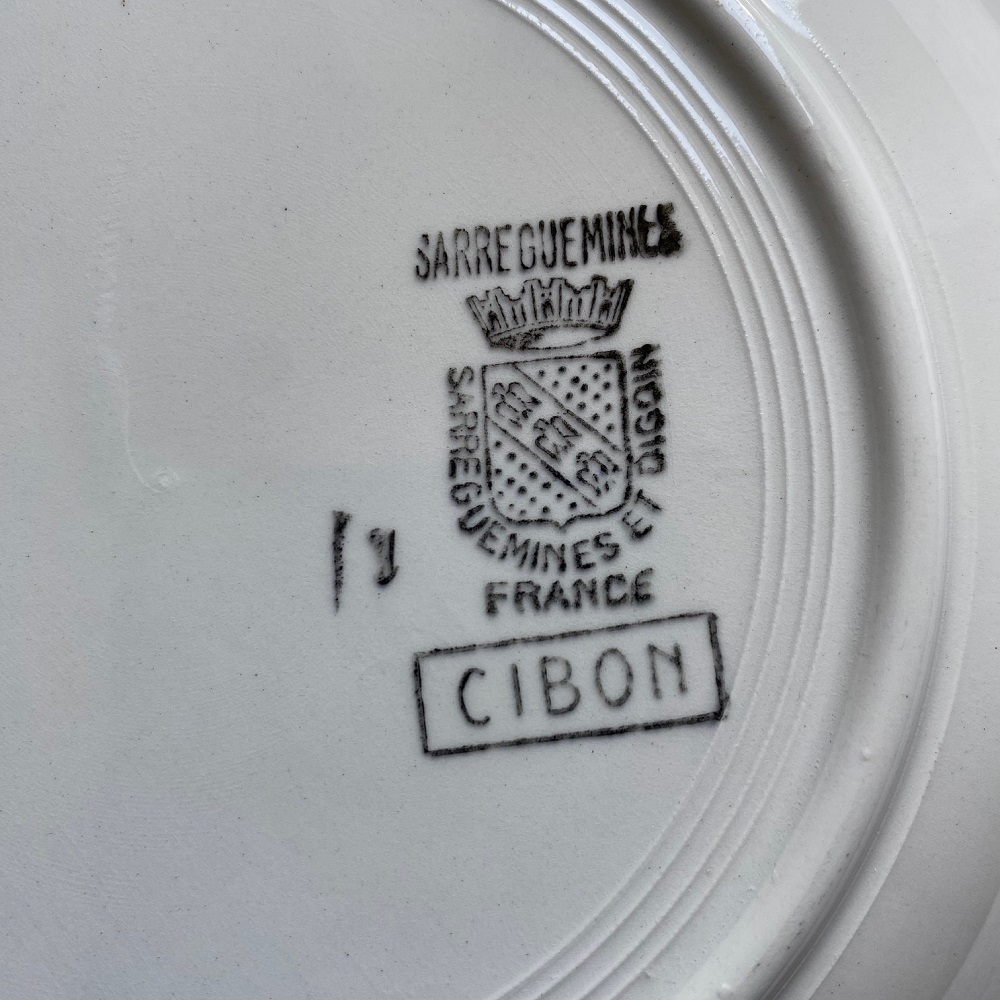 SARREGUEMINES
SARREGUEMINES ET DIGOIN
FRANCE
CIBON